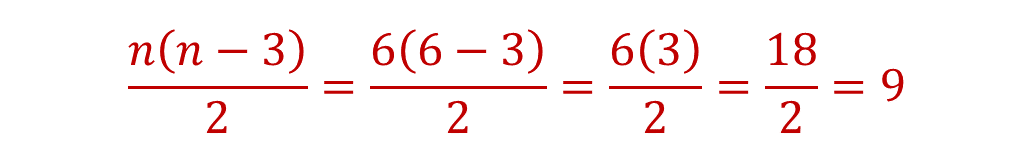 n(n − 3)/2 = 6(6 − 3)/2 = 6(3)/2 = 18/2 = 9